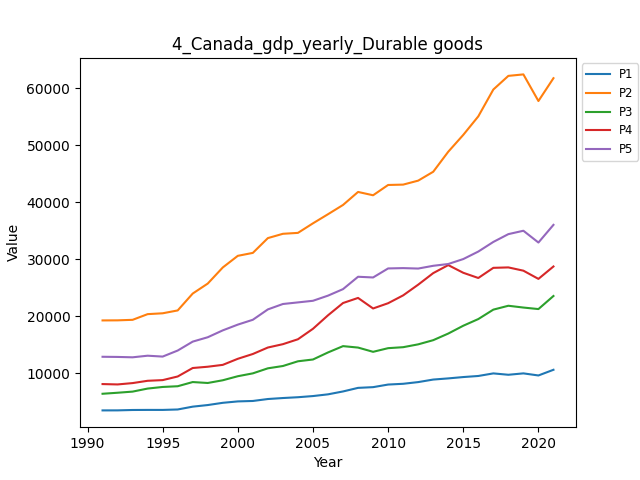 4_Canada_gdp_yearly_Durable goods
P1
P2
P3
P4
P5
60000
50000
40000
30000
20000
10000
Value
1990 1995 2000 2005 2010 2015 2020
Year